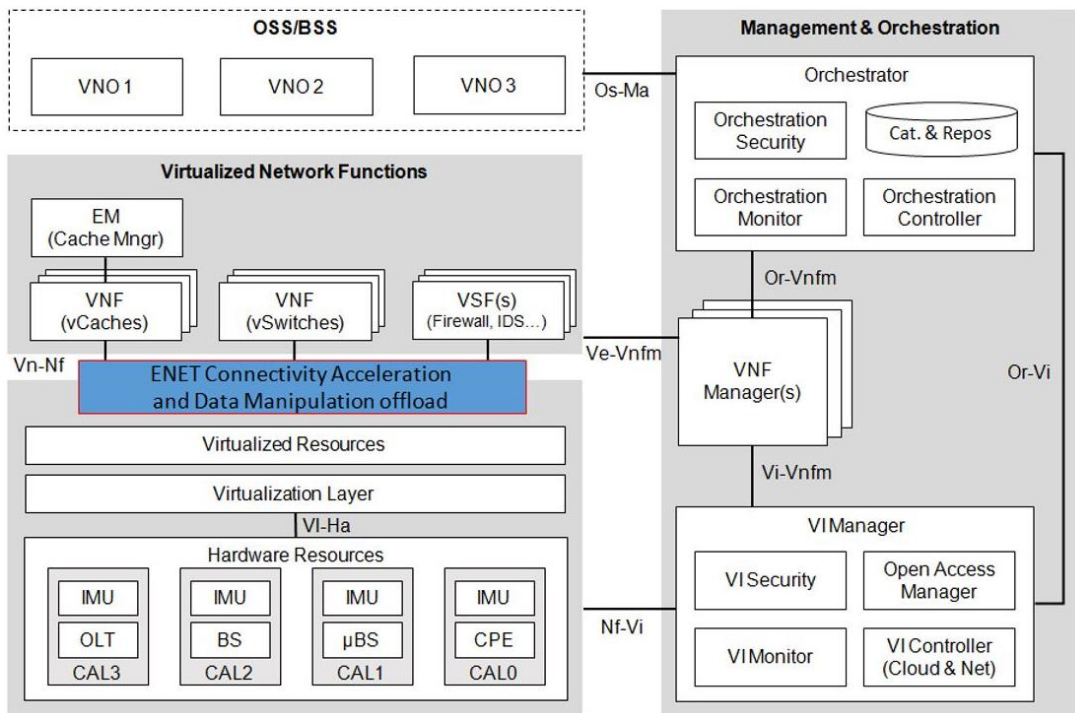 OSS/BSS
VNO 1
VNO 2
VNO 3
Os-Ma
Management & Orchestration
Orchestrator
Orchestration
Security
Cat. & Repos
Orchestration
Monitor
Orchestration
Controller
Virtualized Network Functions
EM
(Cache Mngr)
VNF
(vCaches)
VNF
(vSwitches)
VSF(s)
(Firewall, IDS...)
Vn-Nf
Ve-Vnfm
Or-Vnfm
VNF
Manager(s)
Or-Vi
Vi-Vnfm
ENET Connectivity Acceleration
and Data Manipulation offload
Virtualized Resources
Virtualization Layer
VI-Ha
Hardware Resources
IMU
OLT
CAL3
IMU
BS
CAL2
IMU
µBS
CAL1
IMU
CPE
CAL0
Nf-Vi
VI Manager
VI Security
Open Access
Manager
VI Monitor
VI Controller
(Cloud & Net)